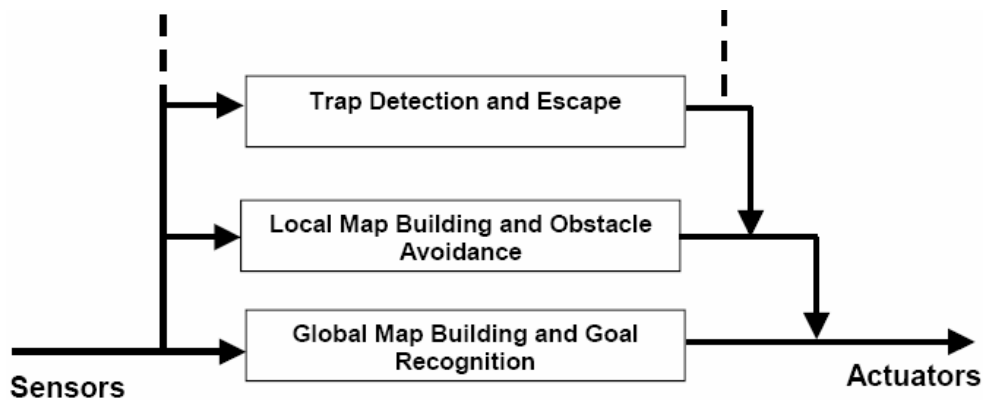 Trap Detection and Escape
Local Map Building and Obstacle
Avoidance
Global Map Building and Goal
Recognition
Sensors
Actuators